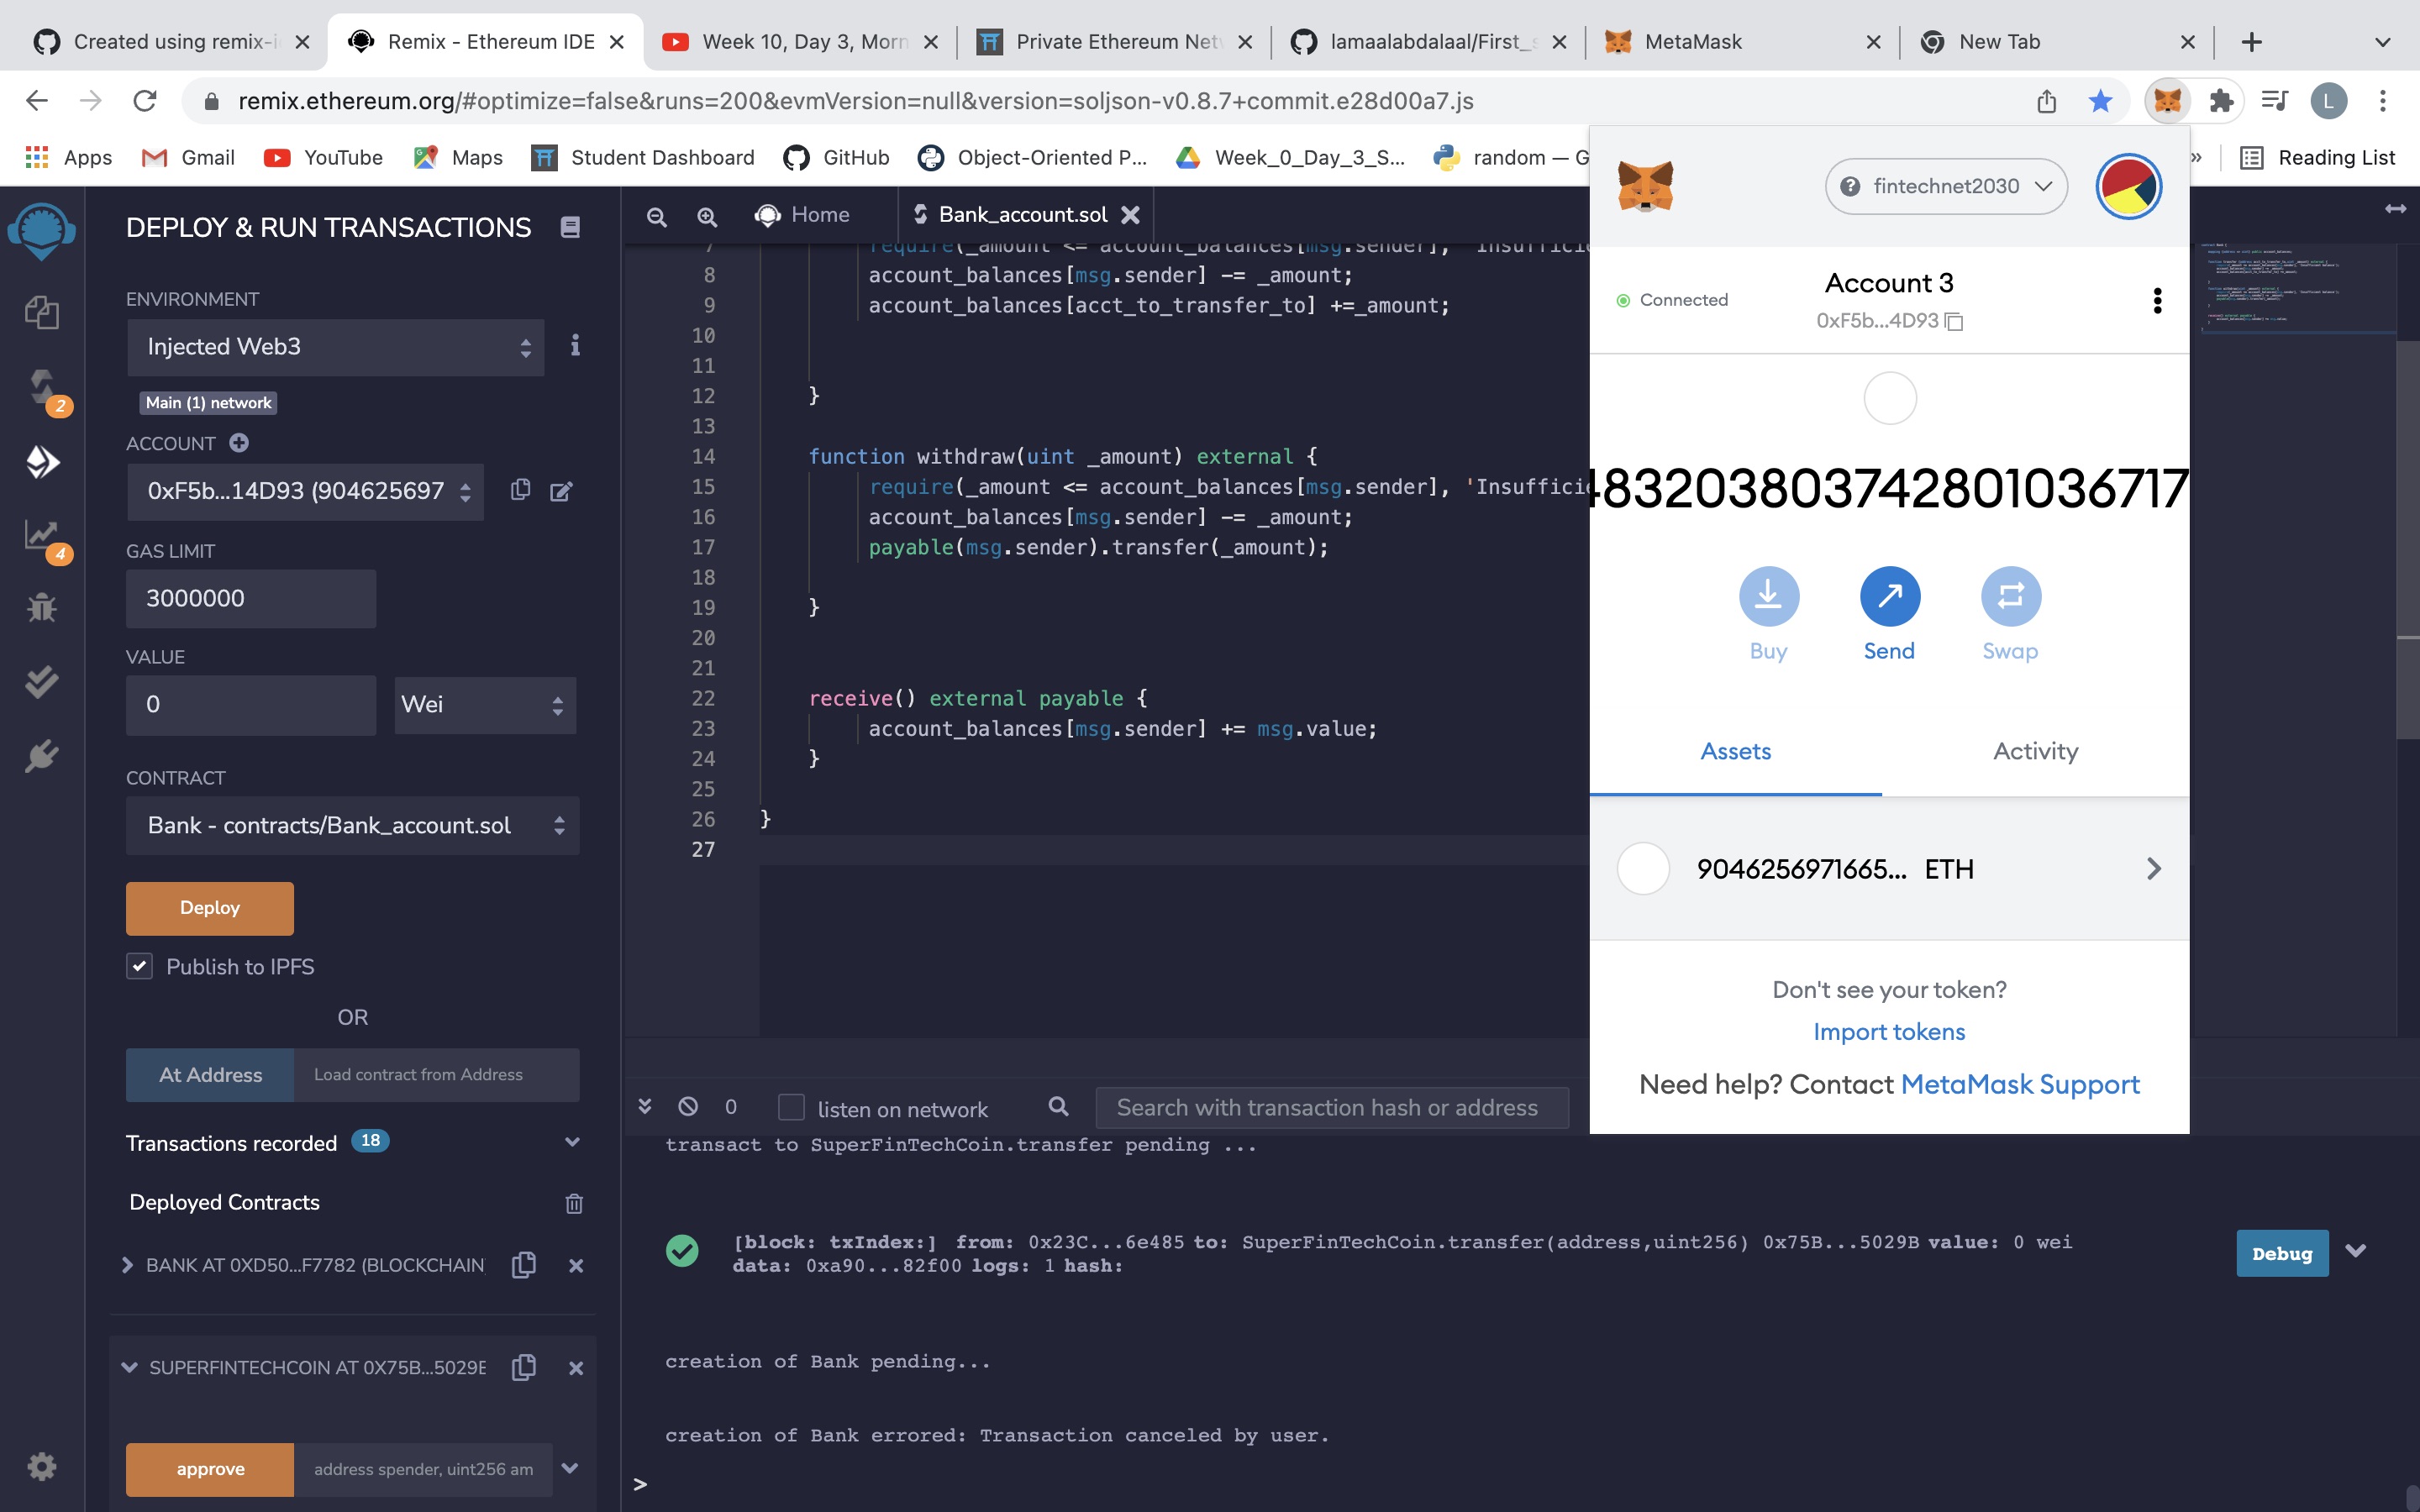 Created using remix-i
Remix - Ethereum IDE
Week 10, Day 3, Morn
Private Ethereum Net
lamaalabdalaal/First_s
MetaMask
New Tab
remix.ethereum.org/#optimize=false&runs=200&evmVersion=null&version=soljson-v0.8.7+commit.e28d00a7.js
L
Apps
Gmail
YouTube
Maps
Student Dashboard
GitHub
Object-Oriented P...
Week_0_Day_3_S...
random — G
»
Reading List
DEPLOY & RUN TRANSACTIONS
ENVIRONMENT
Injected Web3
Main (1) network
ACCOUNT
0xF5b...14D93 (904625697
GAS LIMIT
3000000
VALUE
0
Wei
CONTRACT
Bank - contracts/Bank_account.sol
Deploy
Publish to IPFS
OR
At Address
Load contract from Address
Transactions recorded 18
Deployed Contracts
BANK AT 0XD50...F7782 (BLOCKCHAIN
SUPERFINTECHCOIN AT 0X75B...5029B
approve
address spender, uint256 am
2
4
Home
Bank_account.sol
7 require(_amount <= account_balances[msg.sender], 'Insuffici
8 account_balances[msg.sender] -= _amount;
9 account_balances[acct_to_transfer_to] +=_amount;
10
11
12 }
13
14 function withdraw(uint _amount) external {
15 require(_amount <= account_balances[msg.sender], 'Insuffici
16 account_balances[msg.sender] -= _amount;
17 payable(msg.sender).transfer(_amount);
18
19 }
20
21
22 receive() external payable {
23 account_balances[msg.sender] += msg.value;
24 }
25
26 }
27
0
listen on network
Search with transaction hash or address
transact to SuperFinTechCoin.transfer pending ...
[block: txIndex:] from: 0x23C...6e485 to: SuperFinTechCoin.transfer(address,uint256) 0x75B...5029B value: 0 wei
data: 0xa90...82f00 logs: 1 hash:
Debug
creation of Bank pending...
creation of Bank errored: Transaction canceled by user.
>
fintechnet2030
Connected
Account 3
0xF5b...4D93
483203803742801036717
Buy
Send
Swap
Assets
Activity
9046256971665... ETH
Don't see your token?
Import tokens
Need help? Contact MetaMask Support